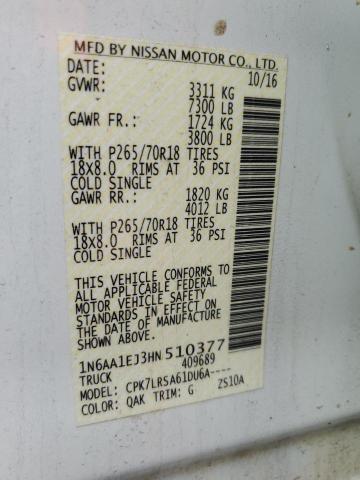 MFD BY NISSAN MOTOR CO., LTD.
DATE: 10/16
GVWR: 3311 KG
7300 LB
GAWR FR.: 1724 KG
3800 LB
WITH P265/70R18 TIRES
18X8.0 RIMS AT 36 PSI
COLD SINGLE
GAWR RR.: 1820 KG
4012 LB
WITH P265/70R18 TIRES
18X8.0 RIMS AT 36 PSI
COLD SINGLE
THIS VEHICLE CONFORMS TO
ALL APPLICABLE FEDERAL
MOTOR VEHICLE SAFETY
STANDARDS IN EFFECT ON
THE DATE OF MANUFACTURE
SHOWN ABOVE.
1N6AA1EJ3HN510377
TRUCK 409689
MODEL: CPK7LRSA61DU6A----
COLOR: QAK TRIM: G ZS10A